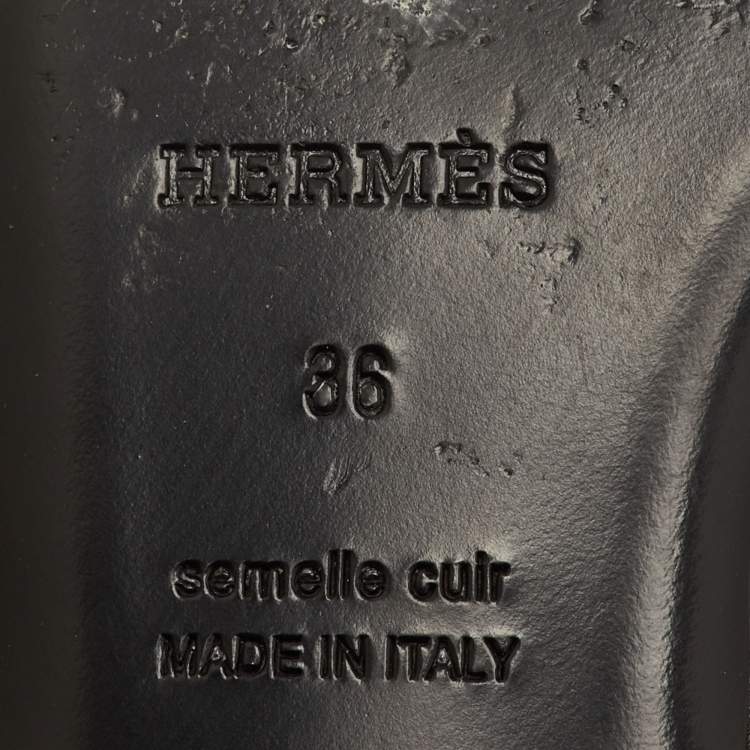 HERMÈS
36
semelle cuir
MADE IN ITALY